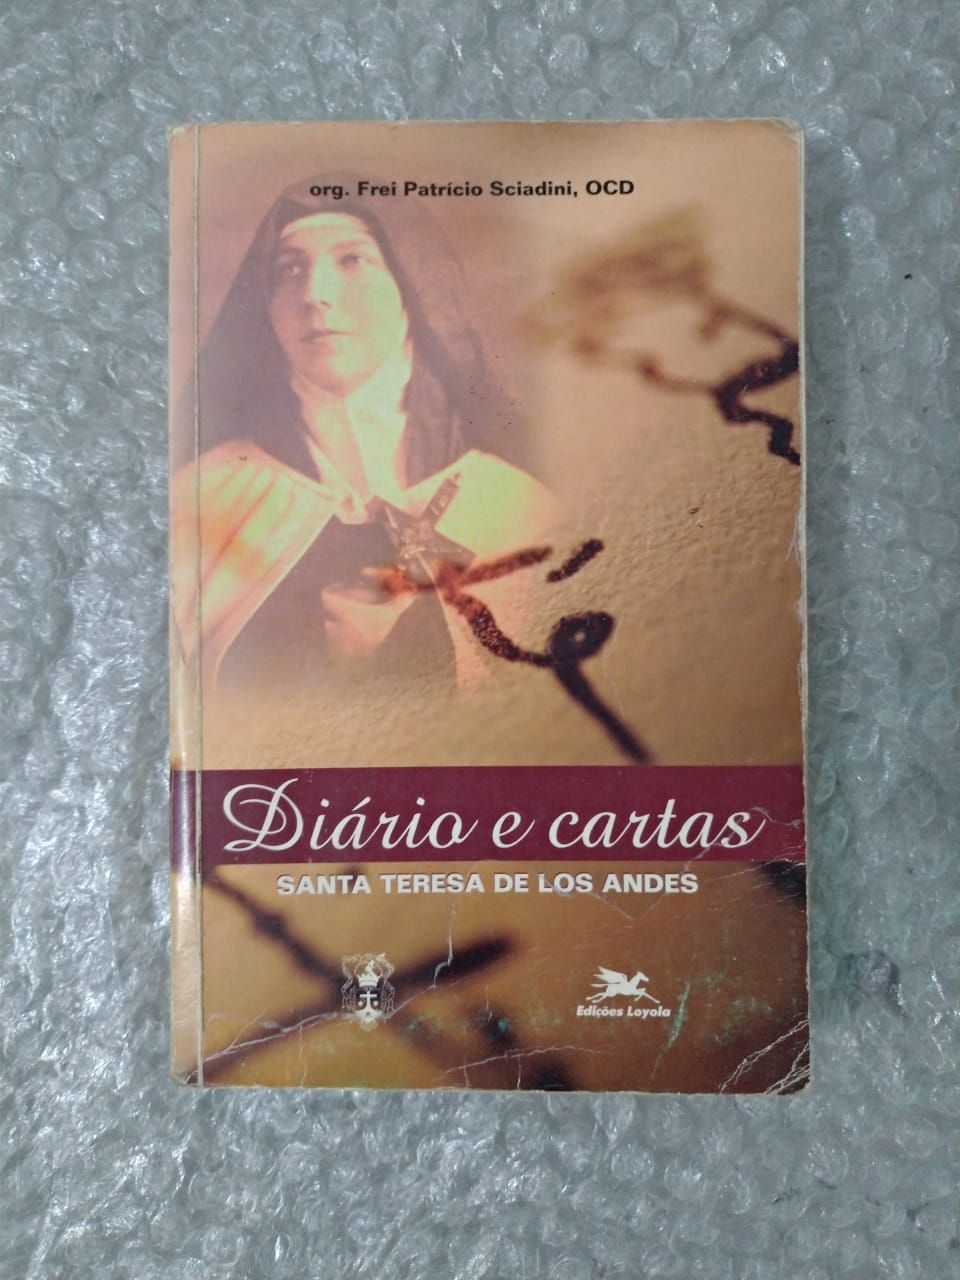 org. Frei Patrício Sciadini, OCD
Diário e cartas
SANTA TERESA DE LOS ANDES
Edições Loyola